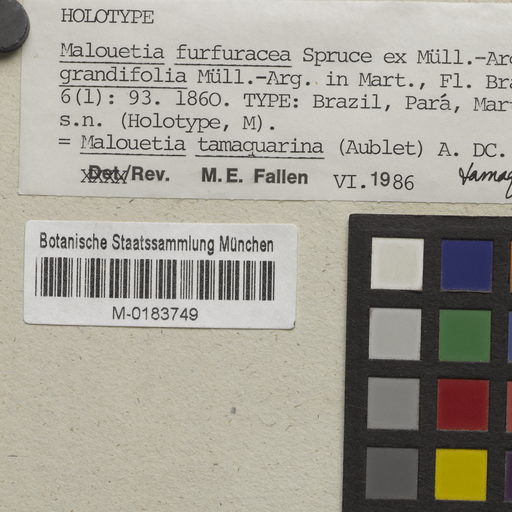 HOLOTYPE
Malouetia furfuracea Spruce ex Müll.-Arg
grandifolia Müll.-Arg. in Mart., Fl. Bra
6(1): 93. 1860. TYPE: Brazil, Pará, Mar
s.n. (Holotype, M).
= Malouetia tamaquarina (Aublet) A. DC.
Det./Rev. M.E. Fallen VI.1986
Botanische Staatssammlung München
M-0183749